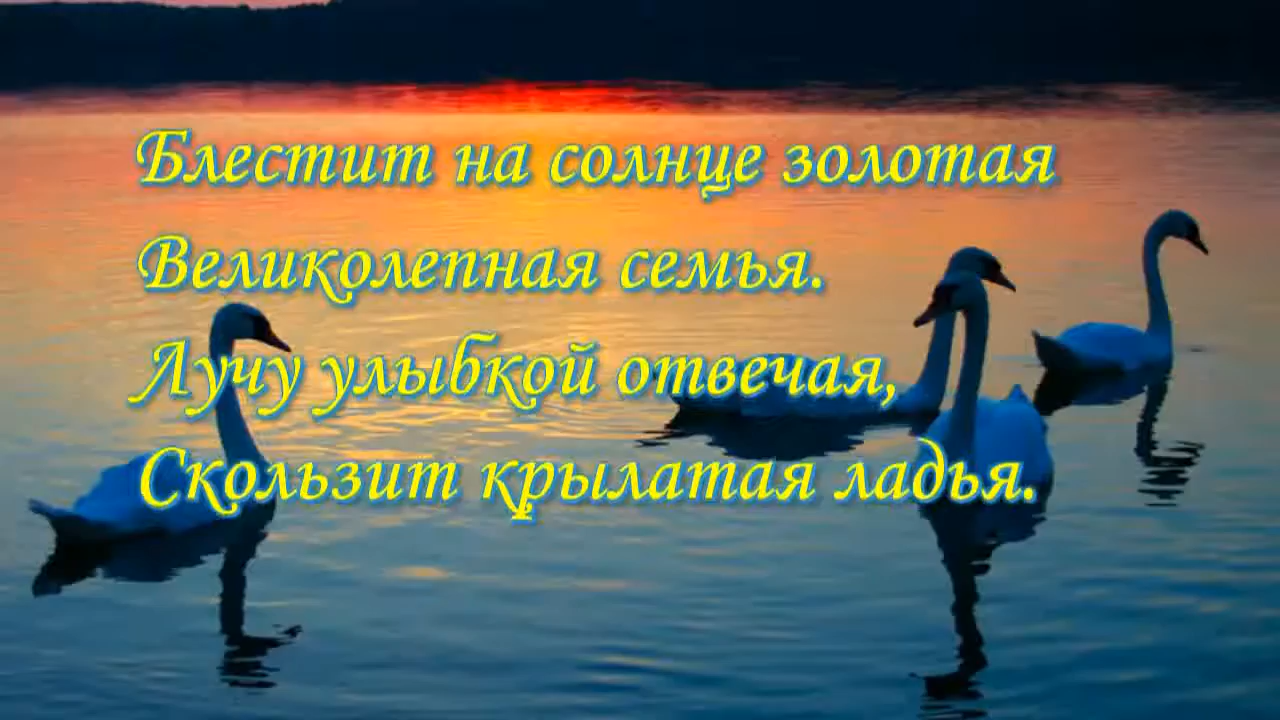 Блестит на солнце золотая
Великолепная семья.
Лучу улыбкой отвечая,
Скользит крылатая ладья.